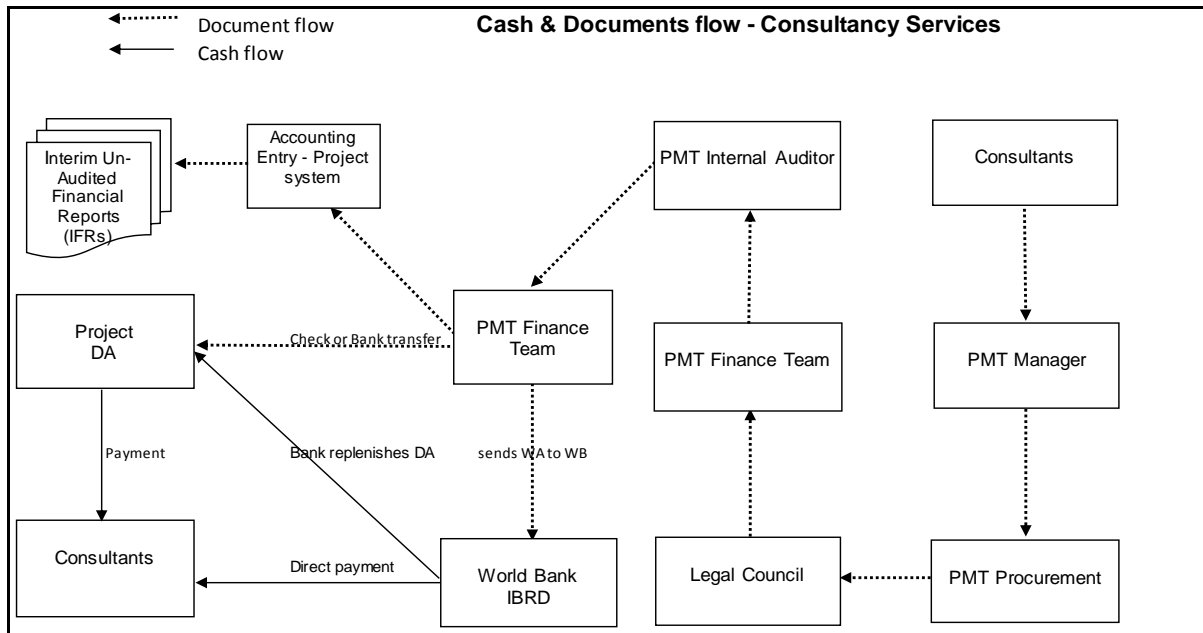 Cash & Documents flow - Consultancy Services
Document flow
Cash flow
Interim Un-
Audited
Financial
Reports
(IFRs)
Accounting
Entry - Project
system
PMT Internal Auditor
Consultants
Project
DA
Check or Bank transfer
PMT Finance
Team
PMT Finance Team
PMT Manager
Payment
Bank replenishes DA
sends WA to WB
Consultants
Direct payment
World Bank
IBRD
Legal Council
PMT Procurement